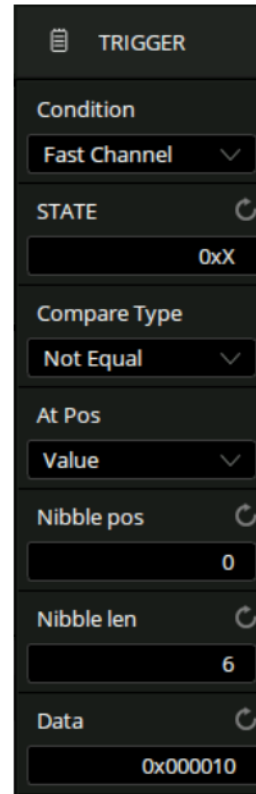 TRIGGER
Condition
Fast Channel
STATE
0xX
Compare Type
Not Equal
At Pos
Value
Nibble pos
0
Nibble len
6
Data
0x000010